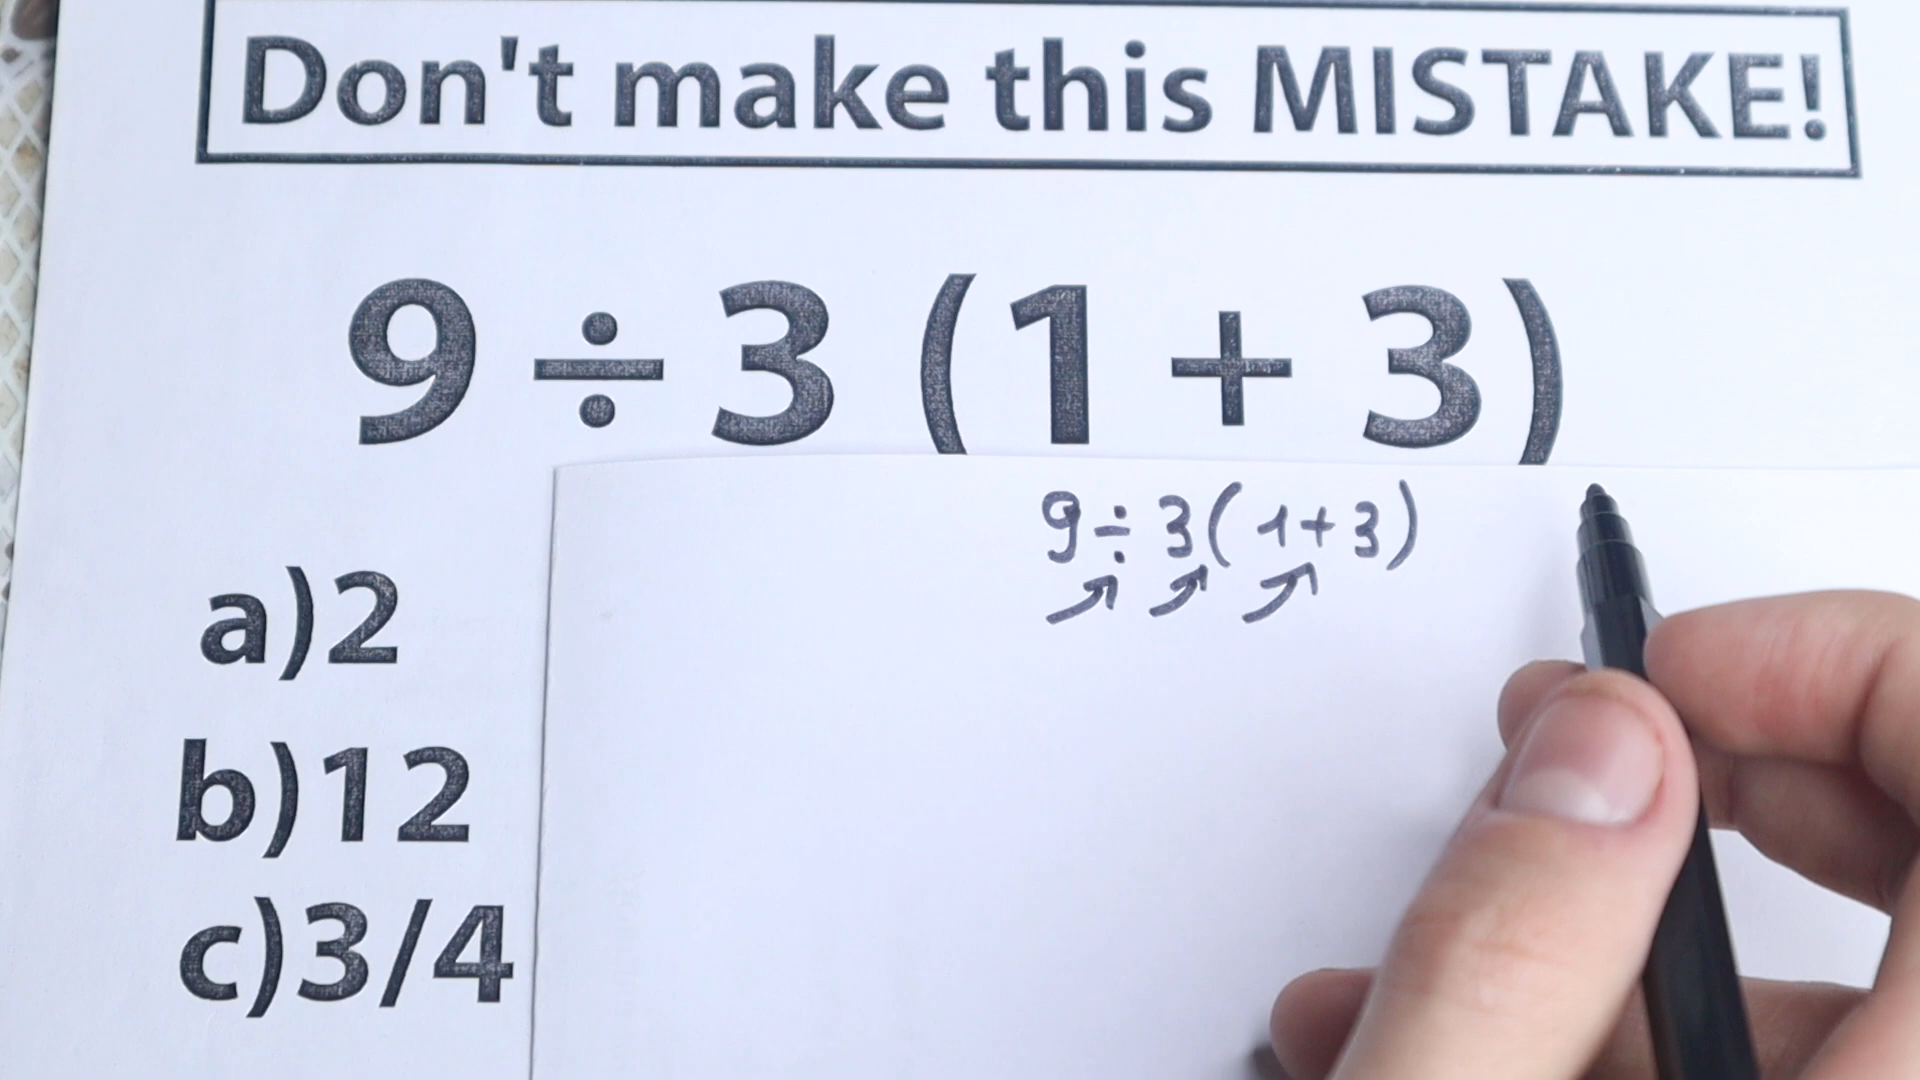 Don't make this MISTAKE!
9 ÷ 3 (1 + 3)
9 ÷ 3(1+3)
a)2
b)12
c)3/4